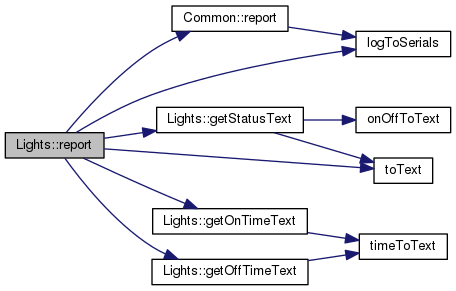 Common::report
logToSerials
Lights::getStatusText
onOffToText
Lights::report
toText
Lights::getOnTimeText
timeToText
Lights::getOffTimeText